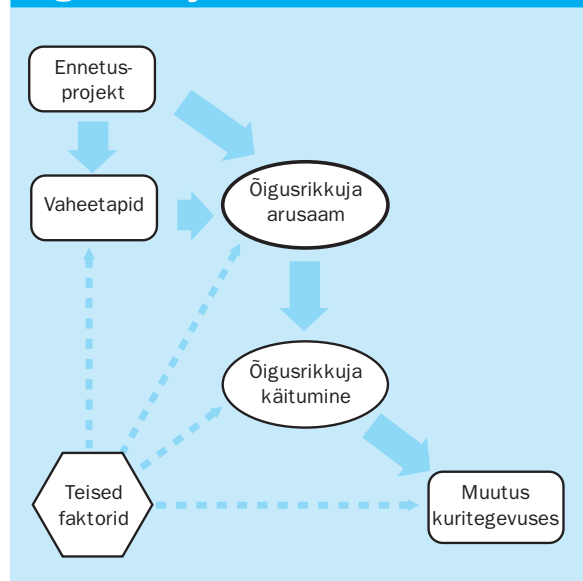 Ennetus-
projekt
Vaheetapid
Õigusrikkuja
arusaam
Õigusrikkuja
käitumine
Teised
faktorid
Muutus
kuritegevuses